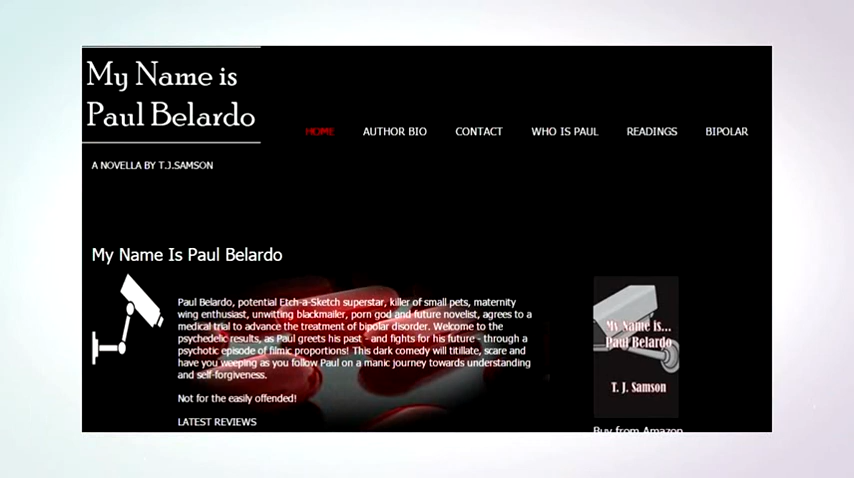 My Name is
Paul Belardo
HOME
AUTHOR BIO
CONTACT
WHO IS PAUL
READINGS
BIPOLAR
A NOVELLA BY T.J.SAMSON
My Name Is Paul Belardo
Paul Belardo, potential Etch-a-Sketch superstar, killer of small pets, maternity
wing enthusiast, unwitting blackmailer, porn god and future novelist, agrees to a
medical trial to advance the treatment of bipolar disorder. Welcome to the
psychedelic results, as Paul greets his past - and fights for his future - through a
psychotic episode of filmic proportions! This dark comedy will titillate, scare and
have you weeping as you follow Paul on a manic journey towards understanding
and self-forgiveness.
Not for the easily offended!
LATEST REVIEWS
My Name is...
Paul Belardo
T. J. Samson
Buy from Amazon